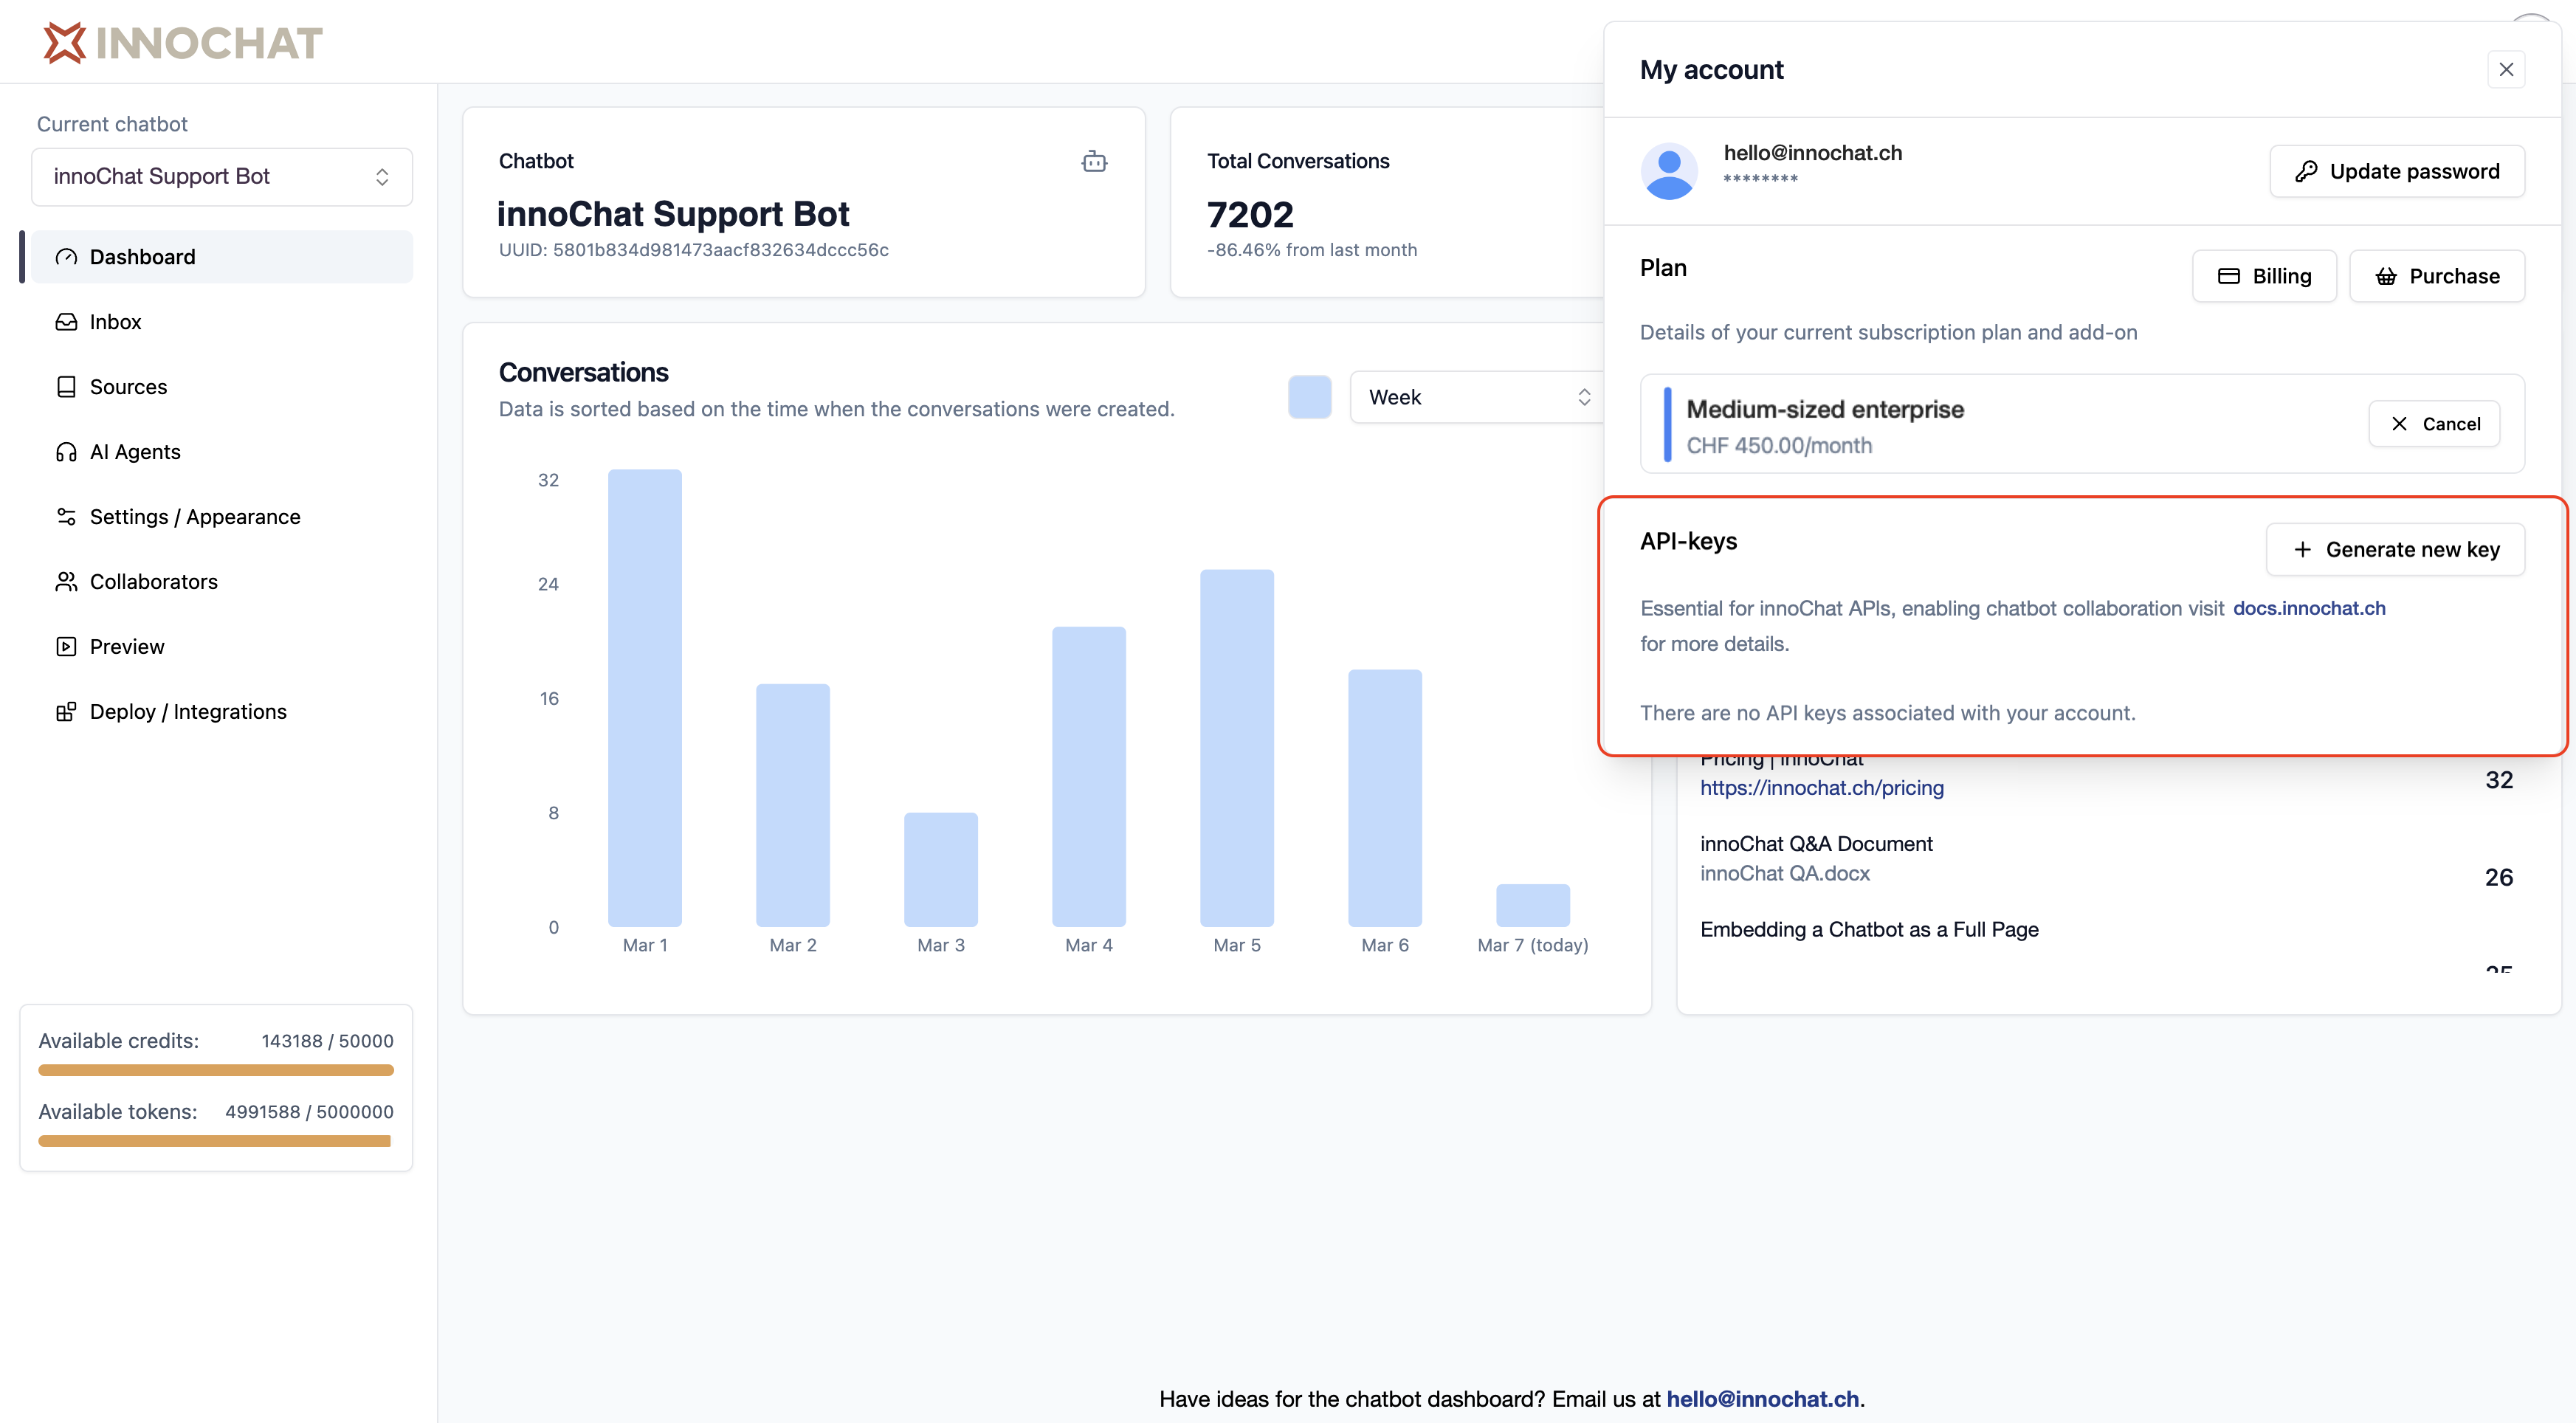 INNOCHAT
Current chatbot
innoChat Support Bot
Dashboard
Inbox
Sources
AI Agents
Settings / Appearance
Collaborators
Preview
Deploy / Integrations
Available credits: 143188 / 50000
Available tokens: 4991588 / 5000000
Chatbot
innoChat Support Bot
UUID: 5801b834d981473aacf832634dccc56c
Total Conversations
7202
-86.46% from last month
Conversations
Data is sorted based on the time when the conversations were created.
Week
32
24
16
8
0
Mar 1 Mar 2 Mar 3 Mar 4 Mar 5 Mar 6 Mar 7 (today)
My account
hello@innochat.ch
********
Update password
Plan
Billing
Purchase
Details of your current subscription plan and add-on
Medium-sized enterprise
CHF 450.00/month
Cancel
API-keys
Generate new key
Essential for innoChat APIs, enabling chatbot collaboration visit docs.innochat.ch
for more details.
There are no API keys associated with your account.
Pricing | innoChat
https://innochat.ch/pricing
32
innoChat Q&A Document
innoChat QA.docx
26
Embedding a Chatbot as a Full Page
Have ideas for the chatbot dashboard? Email us at hello@innochat.ch.